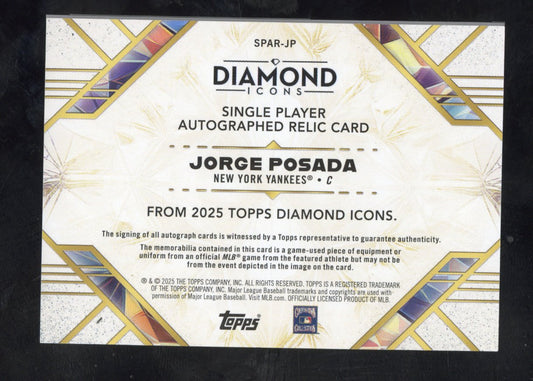 SPAR-JP
DIAMOND
ICONS
SINGLE PLAYER
AUTOGRAPHED RELIC CARD
JORGE POSADA
NEW YORK YANKEES® • C
FROM 2025 TOPPS DIAMOND ICONS.
The signing of all autograph cards is witnessed by a Topps representative to guarantee authenticity.
The memorabilia contained in this card is a game-used piece of equipment or
uniform from an official MLB® game from the featured athlete but may not be
from the event depicted in the image on the card.
® & © 2025 THE TOPPS COMPANY, INC. ALL RIGHTS RESERVED. TOPPS IS A REGISTERED TRADEMARK
OF THE TOPPS COMPANY, INC. Major League Baseball trademarks and copyrights are used with
permission of Major League Baseball. Visit MLB.com. OFFICIALLY LICENSED PRODUCT OF MLB.
Topps